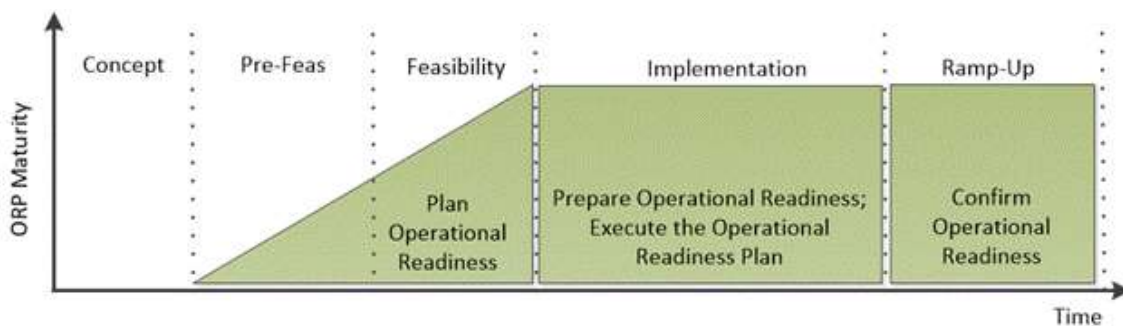 Concept
Pre-Feas
Feasibility
Implementation
Ramp-Up
ORP Maturity
Plan
Operational
Readiness
Prepare Operational Readiness;
Execute the Operational
Readiness Plan
Confirm
Operational
Readiness
Time